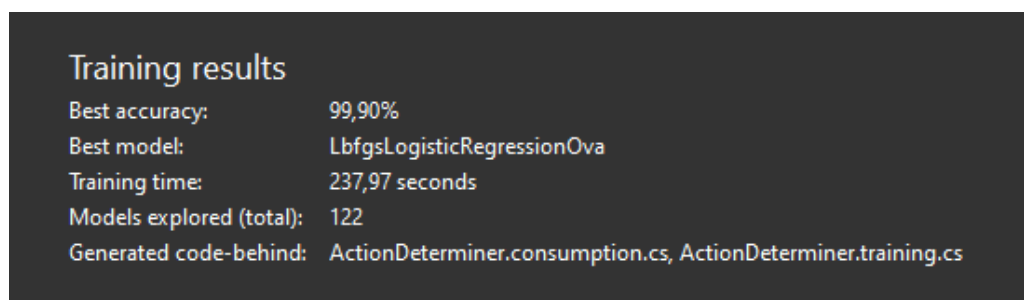 Training results
Best accuracy: 99,90%
Best model: LbfgsLogisticRegressionOva
Training time: 237,97 seconds
Models explored (total): 122
Generated code-behind: ActionDeterminer.consumption.cs, ActionDeterminer.training.cs